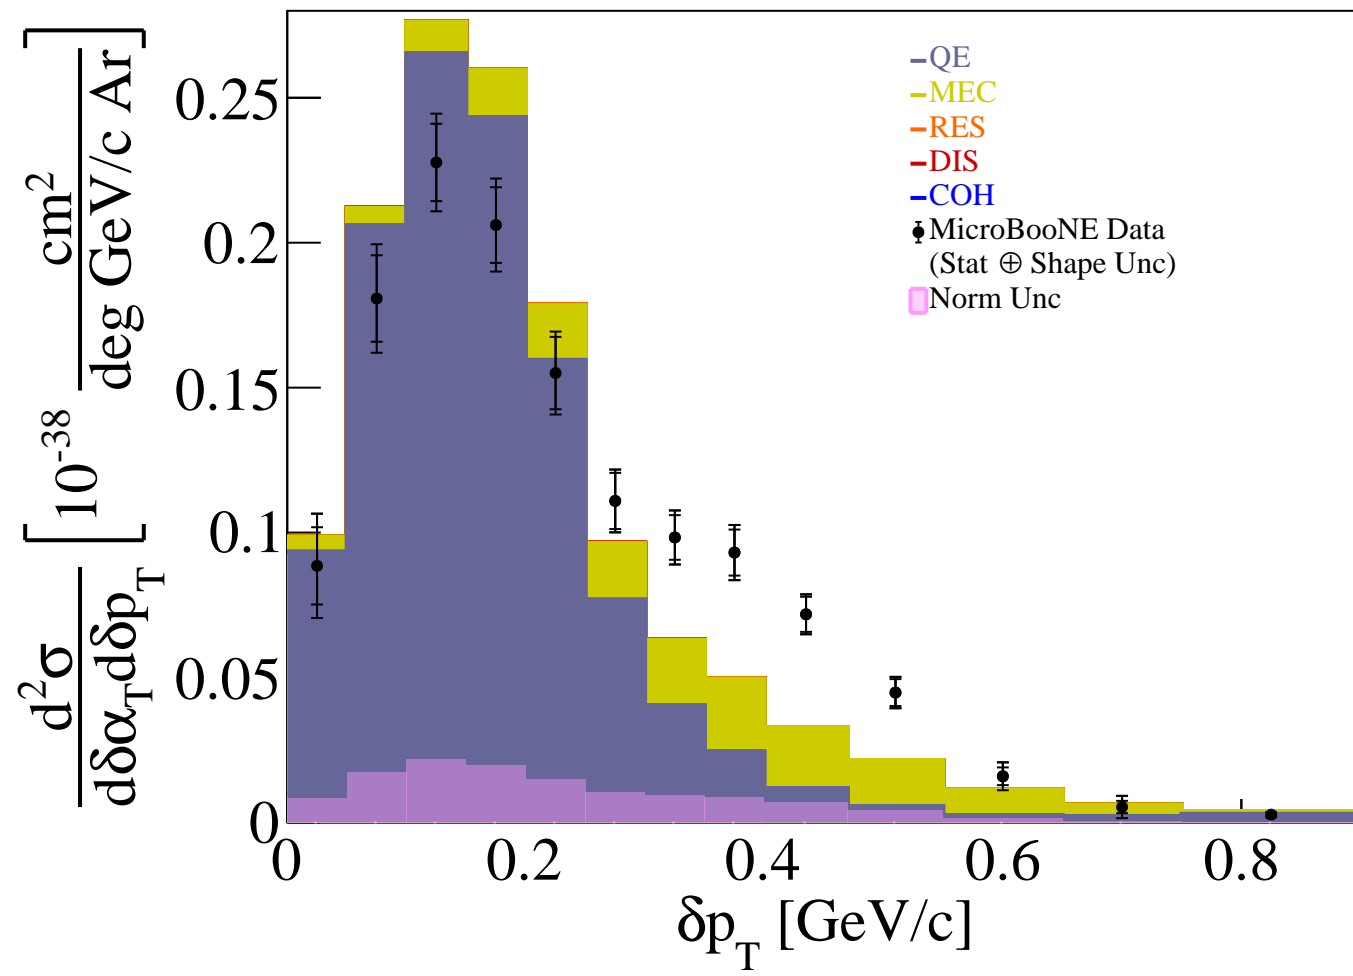 d²σ / dδα_T dδp_T [10⁻³⁸ cm² / deg GeV/c Ar]
0.25
0.2
0.15
0.1
0.05
0
QE
MEC
RES
DIS
COH
MicroBooNE Data
(Stat ⊕ Shape Unc)
Norm Unc
0 0.2 0.4 0.6 0.8
δp_T [GeV/c]